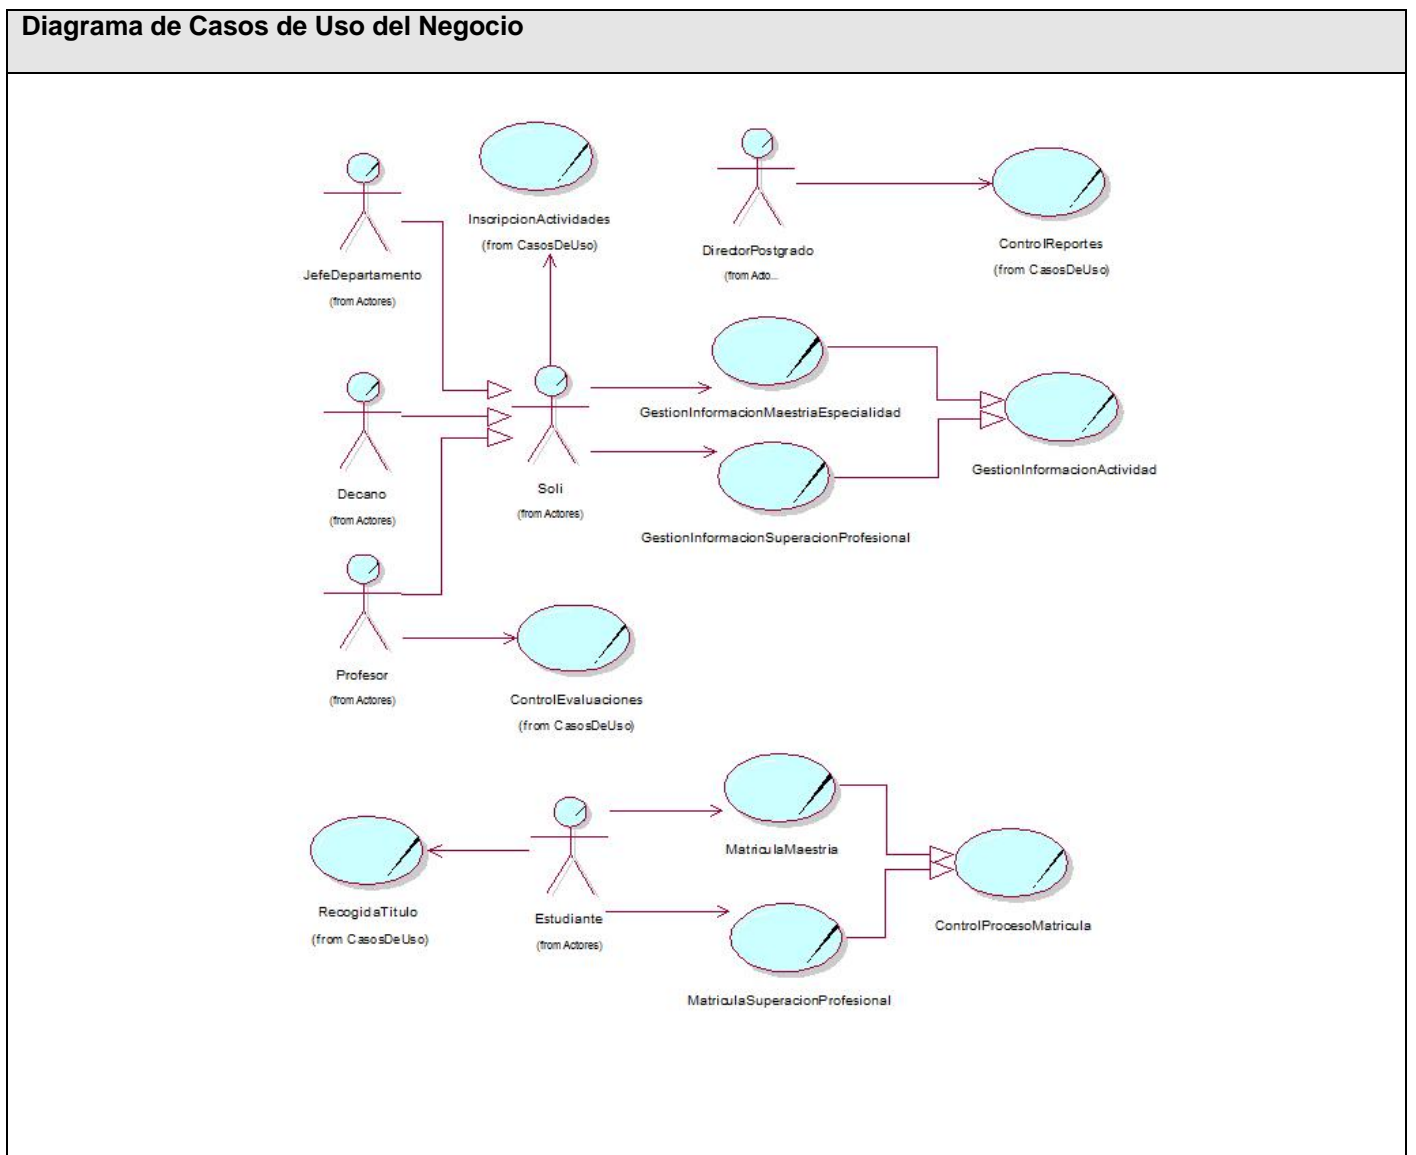 Diagrama de Casos de Uso del Negocio
InscripcionActividades
(from CasosDeUso)
JefeDepartamento
(from Actores)
DirectorPostgrado
(from Acto...
ControlReportes
(from CasosDeUso)
GestionInformacionMaestriaEspecialidad
GestionInformacionActividad
Decano
(from Actores)
Soli
(from Actores)
GestionInformacionSuperacionProfesional
Profesor
(from Actores)
ControlEvaluaciones
(from CasosDeUso)
MatriculaMaestria
RecogidaTitulo
(from CasosDeUso)
Estudiante
(from Actores)
ControlProcesoMatricula
MatriculaSuperacionProfesional